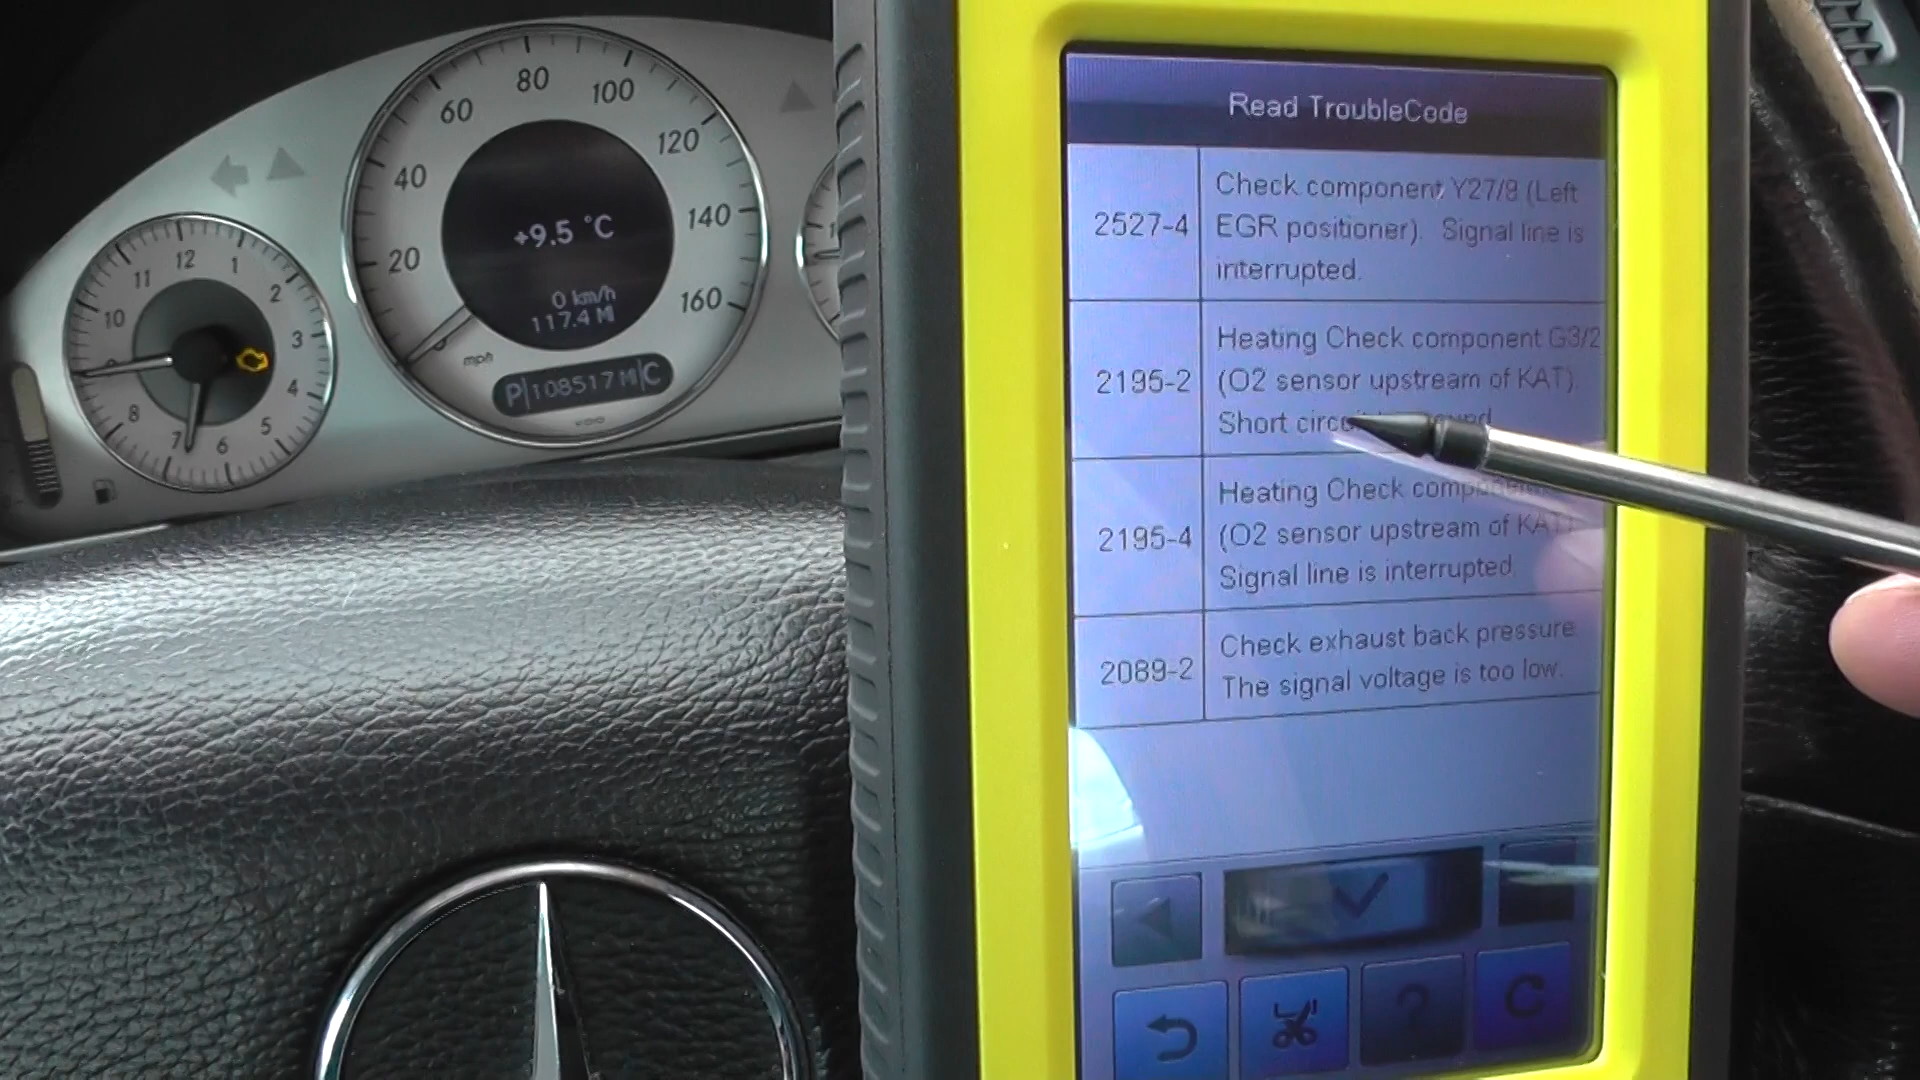 80
60
100
120
40
140
20
160
+9.5 °C
0 km/h
117.4 MI
mph
P 108517 MI C
VDO
12
11
1
10
2
3
4
8
5
7
6
Read TroubleCode
2527-4
Check component Y27/8 (Left
EGR positioner). Signal line is
interrupted.
2195-2
Heating Check component G3/2
(O2 sensor upstream of KAT).
Short
2195-4
Heating Check
(O2 sensor upstream of KAT)
Signal line is interrupted.
2089-2
Check exhaust back pressure.
The signal voltage is too low.
?
C